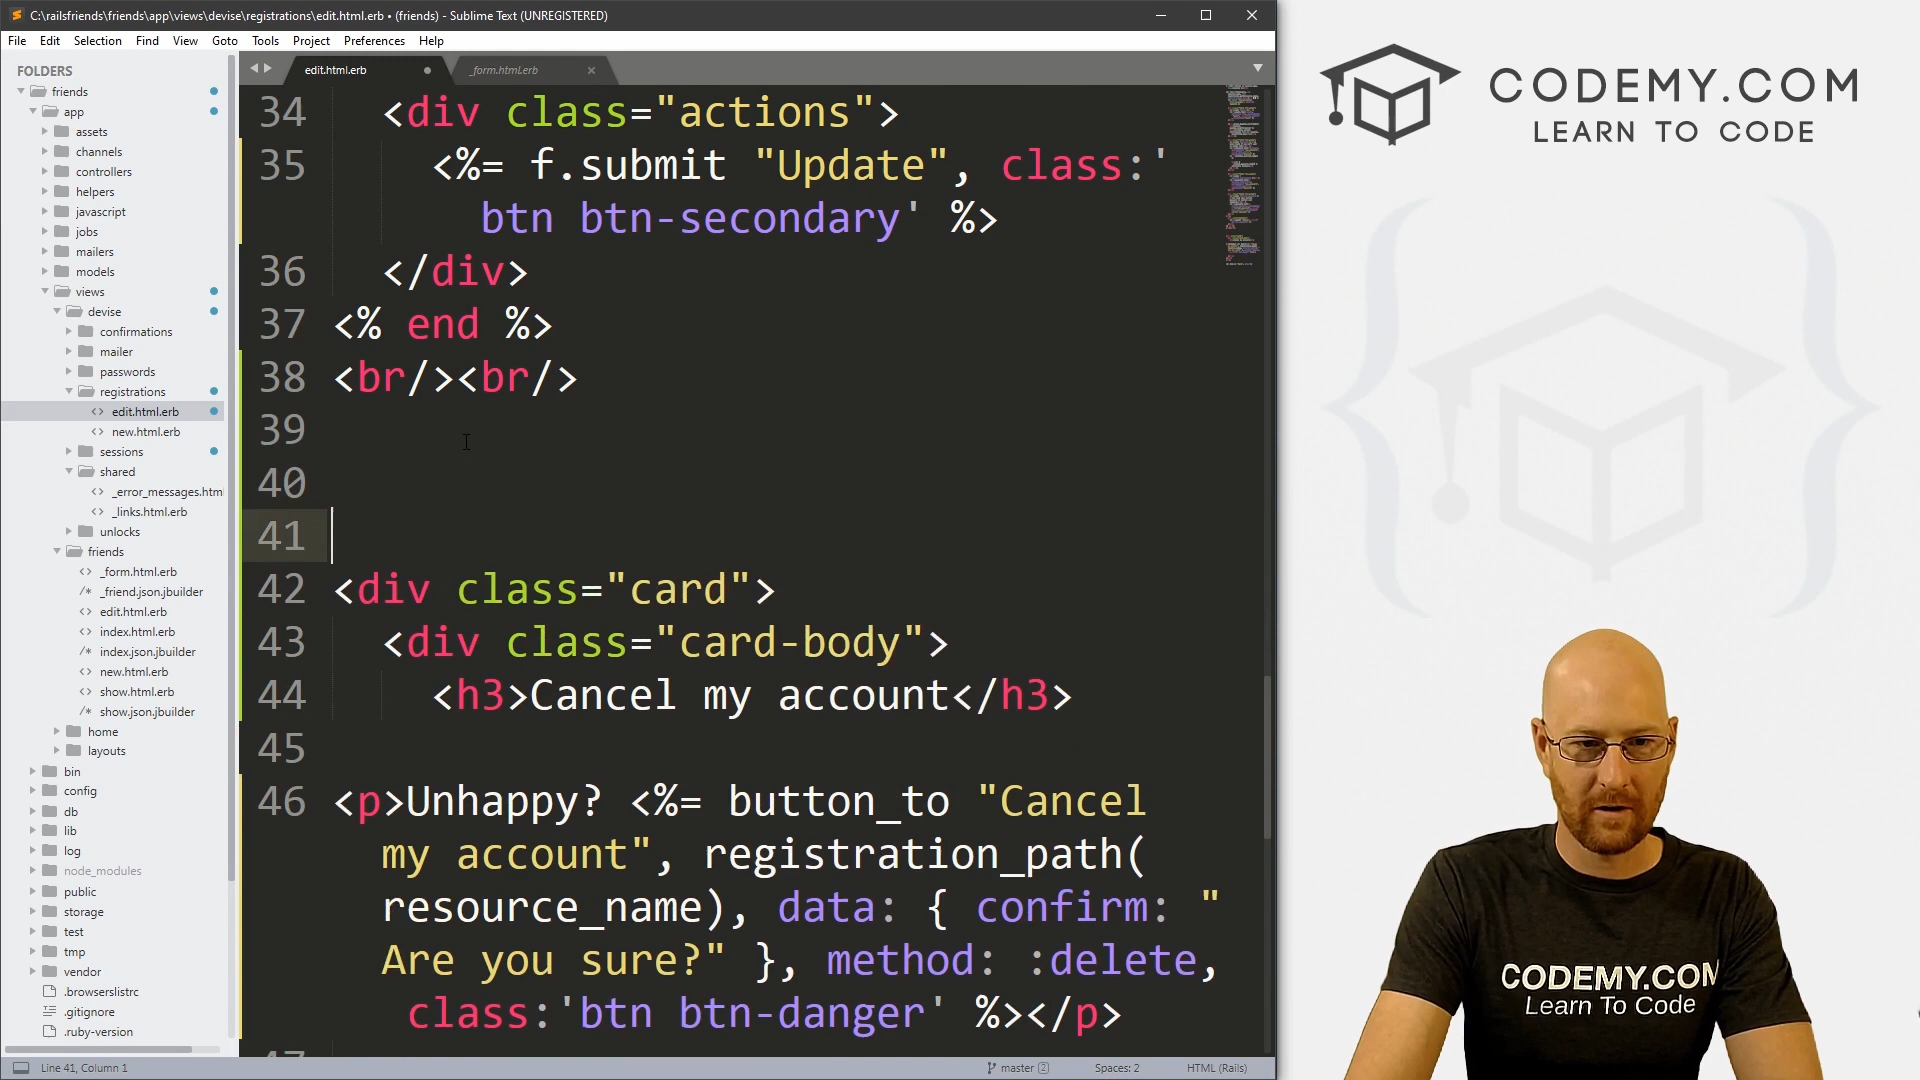 C:\railsfriends\friends\app\views\devise\registrations\edit.html.erb • (friends) - Sublime Text (UNREGISTERED)
File Edit Selection Find View Goto Tools Project Preferences Help
FOLDERS
friends
app
assets
channels
controllers
helpers
javascript
jobs
mailers
models
views
devise
confirmations
mailer
passwords
registrations
edit.html.erb
new.html.erb
sessions
shared
_error_messages.htm
_links.html.erb
unlocks
friends
_form.html.erb
_friend.json.jbuilder
edit.html.erb
index.html.erb
index.json.jbuilder
new.html.erb
show.html.erb
show.json.jbuilder
home
layouts
bin
config
db
lib
log
node_modules
public
storage
test
tmp
vendor
.browserslistrc
.gitignore
.ruby-version
edit.html.erb
_form.html.erb
34 <div class="actions">
35 <%= f.submit "Update", class:'
btn btn-secondary' %>
36 </div>
37 <% end %>
38 <br/><br/>
39
40
41
42 <div class="card">
43 <div class="card-body">
44 <h3>Cancel my account</h3>
45
46 <p>Unhappy? <%= button_to "Cancel
my account", registration_path(
resource_name), data: { confirm: "
Are you sure?" }, method: :delete,
class:'btn btn-danger' %></p>
Line 41, Column 1
master 2
Spaces: 2
HTML (Rails)
CODEMY.COM
LEARN TO CODE
CODEMY.COM
Learn To Code